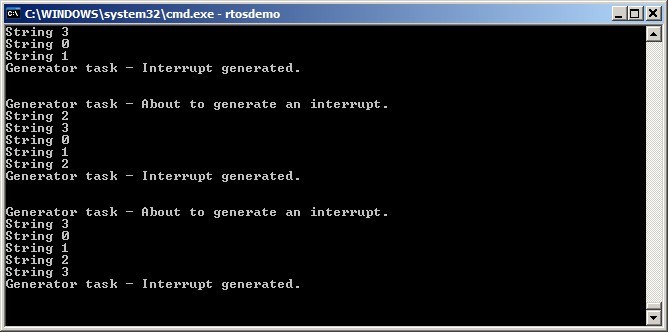 C:\WINDOWS\system32\cmd.exe - rtosdemo
String 3
String 0
String 1
Generator task - Interrupt generated.
Generator task - About to generate an interrupt.
String 2
String 3
String 0
String 1
String 2
Generator task - Interrupt generated.
Generator task - About to generate an interrupt.
String 3
String 0
String 1
String 2
String 3
Generator task - Interrupt generated.